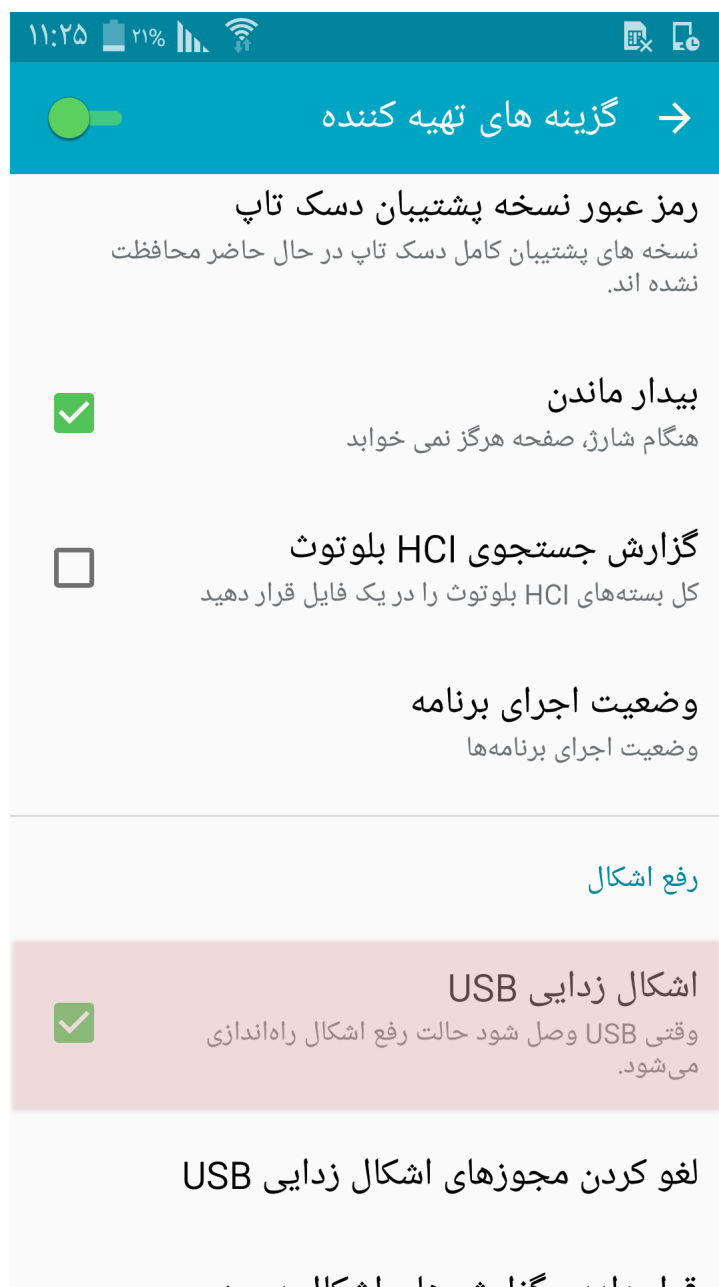 ۱۱:۲۵ ۲۱%
گزینه های تهیه کننده
رمز عبور نسخه پشتیبان دسک تاپ
نسخه های پشتیبان کامل دسک تاپ در حال حاضر محافظت
نشده اند.
بیدار ماندن
هنگام شارژ، صفحه هرگز نمی خوابد
گزارش جستجوی HCI بلوتوث
کل بسته‌های HCI بلوتوث را در یک فایل قرار دهید
وضعیت اجرای برنامه
وضعیت اجرای برنامه‌ها
رفع اشکال
اشکال زدایی USB
وقتی USB وصل شود حالت رفع اشکال راه‌اندازی
می‌شود.
لغو کردن مجوزهای اشکال زدایی USB